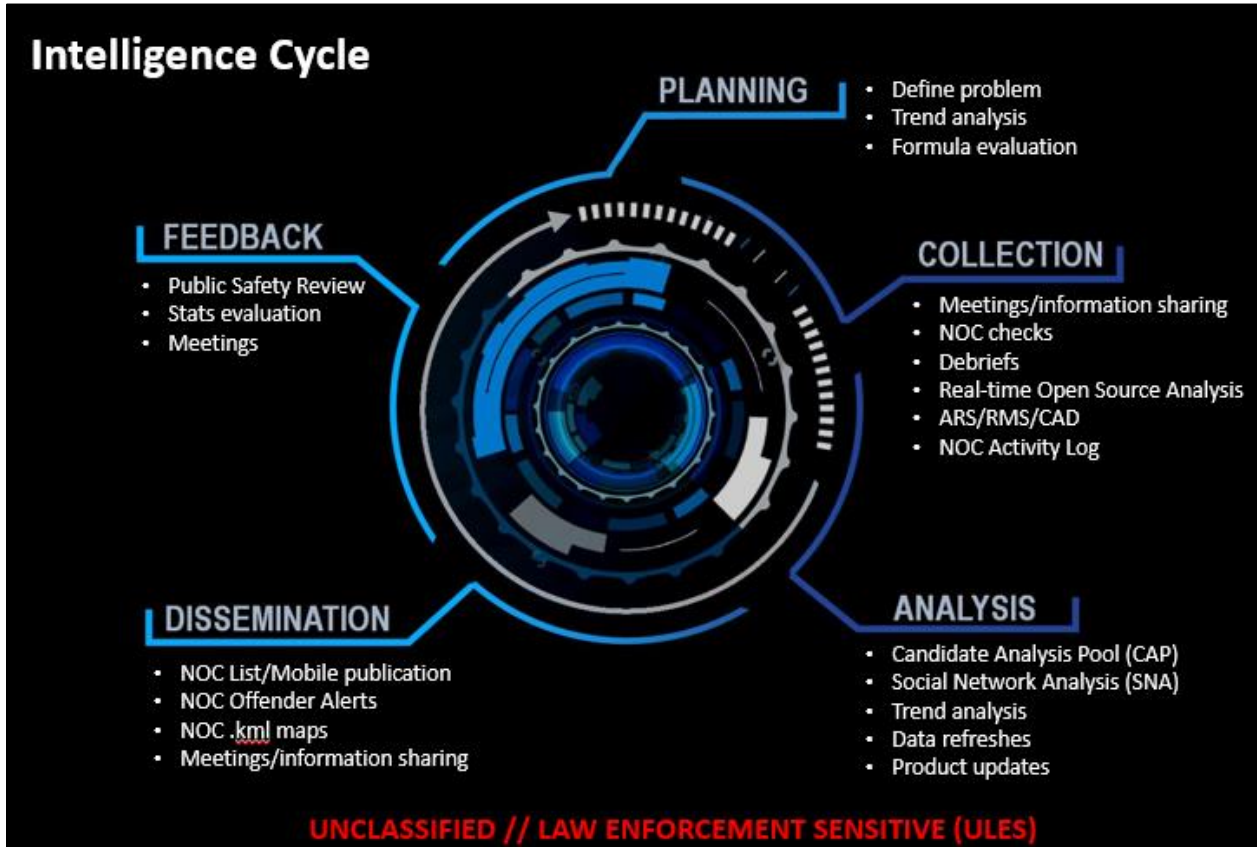 Intelligence Cycle
PLANNING
• Define problem
• Trend analysis
• Formula evaluation
COLLECTION
• Meetings/information sharing
• NOC checks
• Debriefs
• Real-time Open Source Analysis
• ARS/RMS/CAD
• NOC Activity Log
ANALYSIS
• Candidate Analysis Pool (CAP)
• Social Network Analysis (SNA)
• Trend analysis
• Data refreshes
• Product updates
DISSEMINATION
• NOC List/Mobile publication
• NOC Offender Alerts
• NOC .kml maps
• Meetings/information sharing
FEEDBACK
• Public Safety Review
• Stats evaluation
• Meetings
UNCLASSIFIED // LAW ENFORCEMENT SENSITIVE (ULES)